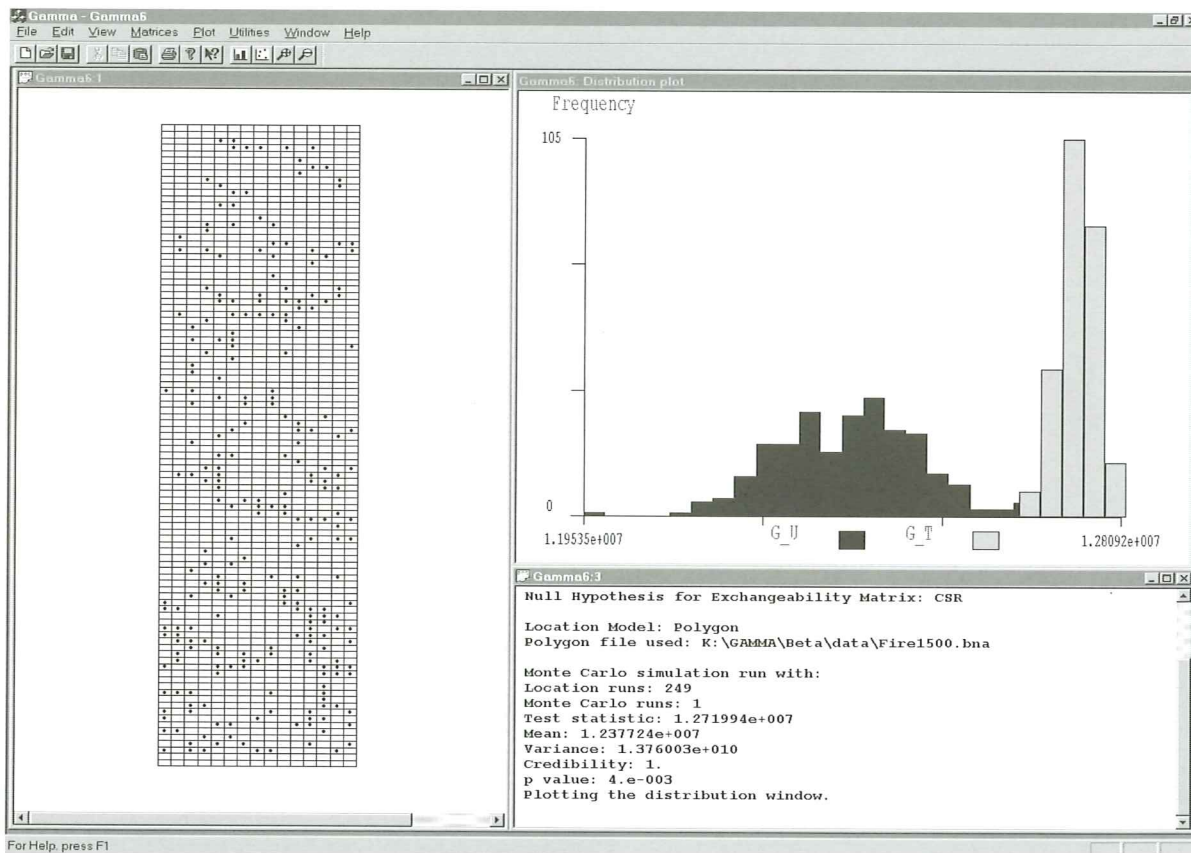 Gamma - Gamma6
File Edit View Matrices Plot Utilities Window Help
Gamma6:1
Gamma6: Distribution plot
Frequency
105
0
1.19535e+007
G_U
G_T
1.28092e+007
Gamma6:3
Null Hypothesis for Exchangeability Matrix: CSR
Location Model: Polygon
Polygon file used: K:\GAMMA\Beta\data\Fire1500.bna
Monte Carlo simulation run with:
Location runs: 249
Monte Carlo runs: 1
Test statistic: 1.271994e+007
Mean: 1.237724e+007
Variance: 1.376003e+010
Credibility: 1.
p value: 4.e-003
Plotting the distribution window.
For Help, press F1